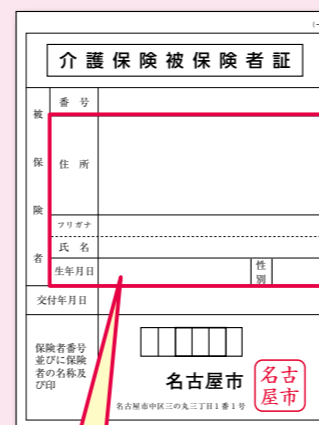 (一
介護保険被保険者証
被保険者
番号
住所
フリガナ
氏名
生年月日
性別
交付年月日
保険者番号
並びに保険
者の名称及
び印
名古屋市
名古屋市中区三の丸三丁目1番1号
名古
屋市